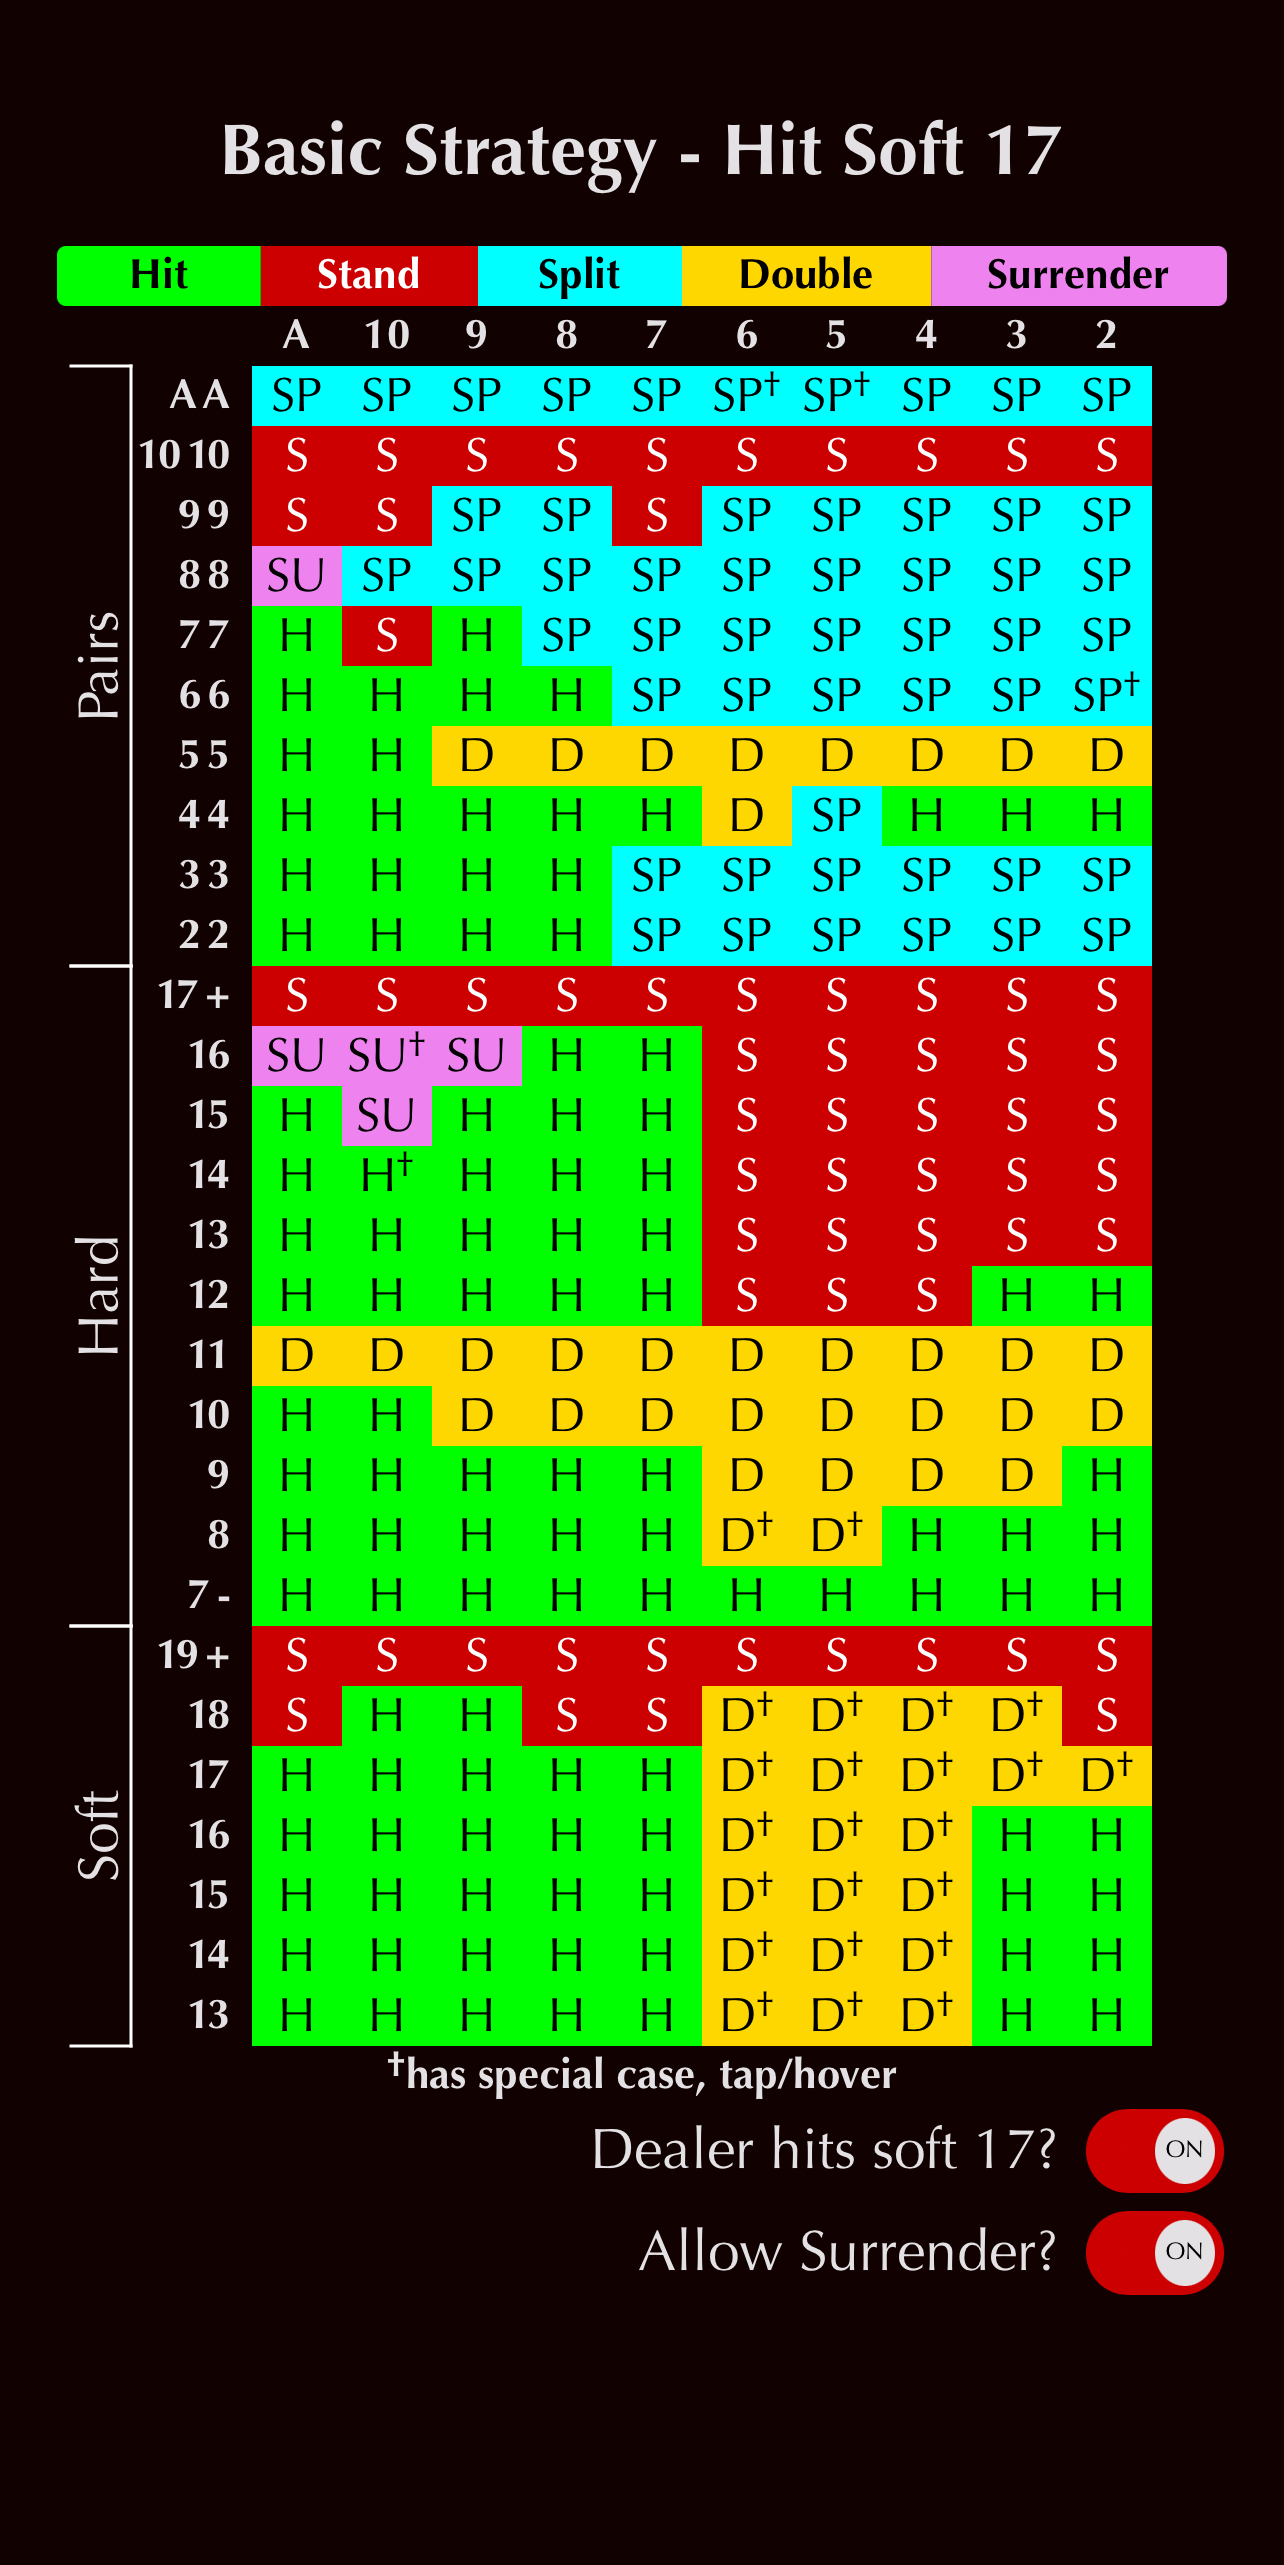 Basic Strategy - Hit Soft 17
Hit Stand Split Double Surrender
A 10 9 8 7 6 5 4 3 2
Pairs
A A SP SP SP SP SP SP† SP† SP SP SP
10 10 S S S S S S S S S S
9 9 S S SP SP S SP SP SP SP SP
8 8 SU SP SP SP SP SP SP SP SP SP
7 7 H S H SP SP SP SP SP SP SP
6 6 H H H H SP SP SP SP SP SP†
5 5 H H D D D D D D D D
4 4 H H H H H D SP H H H
3 3 H H H H SP SP SP SP SP SP
2 2 H H H H SP SP SP SP SP SP
Hard
17 + S S S S S S S S S S
16 SU SU† SU H H S S S S S
15 H SU H H H S S S S S
14 H H† H H H S S S S S
13 H H H H H S S S S S
12 H H H H H S S S H H
11 D D D D D D D D D D
10 H H D D D D D D D D
9 H H H H H D D D D H
8 H H H H H D† D† H H H
7 - H H H H H H H H H H
Soft
19 + S S S S S S S S S S
18 S H H S S D† D† D† D† S
17 H H H H H D† D† D† D† D†
16 H H H H H D† D† D† H H
15 H H H H H D† D† D† H H
14 H H H H H D† D† D† H H
13 H H H H H D† D† D† H H
†has special case, tap/hover
Dealer hits soft 17? ON
Allow Surrender? ON